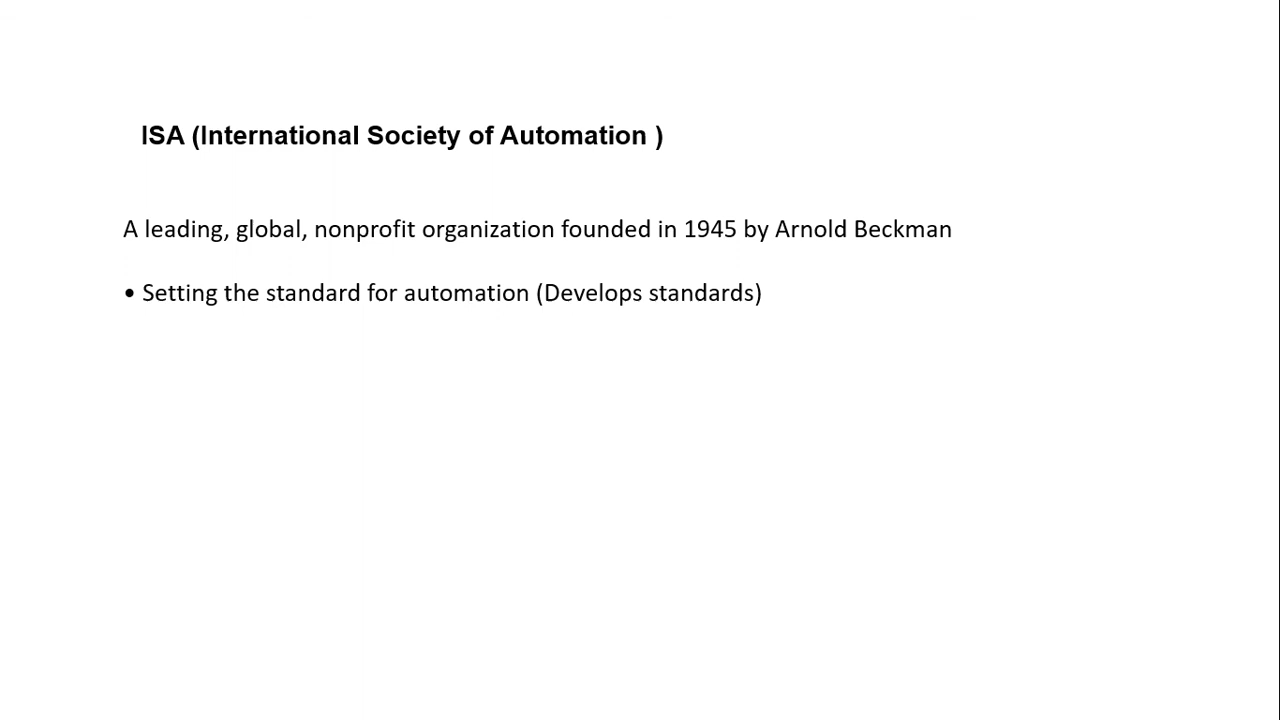 ISA (International Society of Automation )
A leading, global, nonprofit organization founded in 1945 by Arnold Beckman
• Setting the standard for automation (Develops standards)